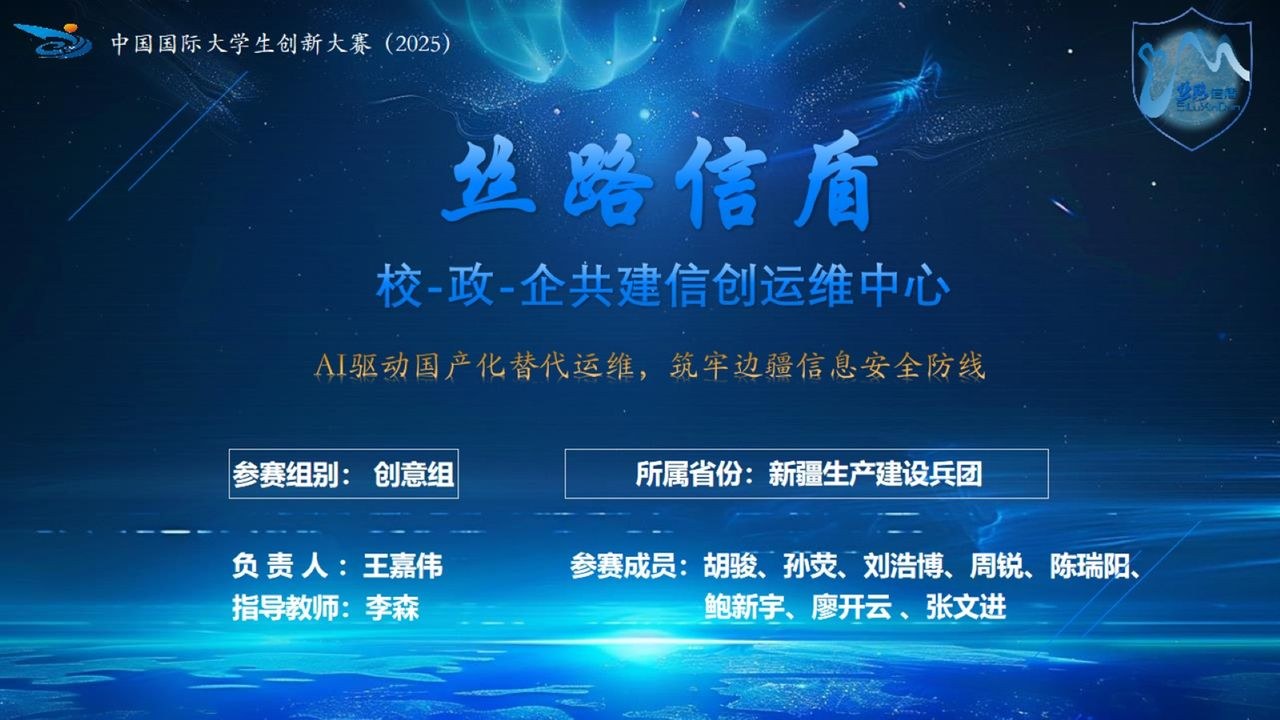 中国国际大学生创新大赛（2025）
丝路信盾
丝路信盾
校-政-企共建信创运维中心
AI驱动国产化替代运维，筑牢边疆信息安全防线
参赛组别： 创意组
所属省份：新疆生产建设兵团
负 责 人 ：王嘉伟
参赛成员：胡骏、孙荧、刘浩博、周锐、陈瑞阳、
指导教师：李森
鲍新宇、廖开云 、张文进